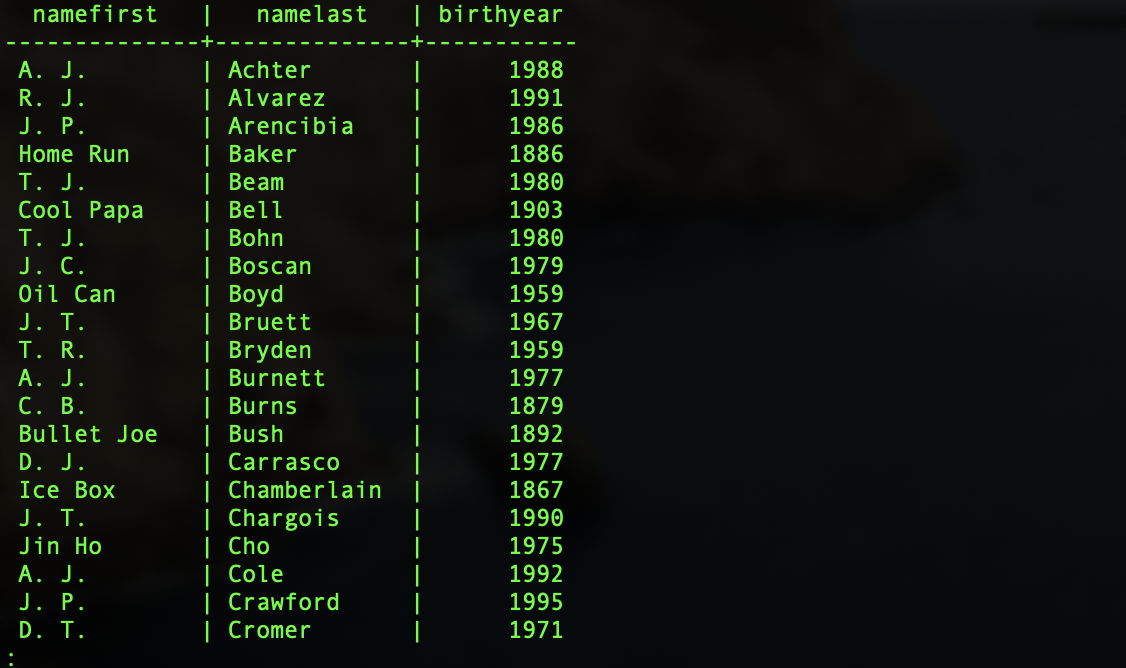 namefirst   |   namelast   | birthyear
--------------+--------------+-----------
 A. J.        | Achter       |      1988
 R. J.        | Alvarez      |      1991
 J. P.        | Arencibia    |      1986
 Home Run     | Baker        |      1886
 T. J.        | Beam         |      1980
 Cool Papa    | Bell         |      1903
 T. J.        | Bohn         |      1980
 J. C.        | Boscan       |      1979
 Oil Can      | Boyd         |      1959
 J. T.        | Bruett       |      1967
 T. R.        | Bryden       |      1959
 A. J.        | Burnett      |      1977
 C. B.        | Burns        |      1879
 Bullet Joe   | Bush         |      1892
 D. J.        | Carrasco     |      1977
 Ice Box      | Chamberlain  |      1867
 J. T.        | Chargois     |      1990
 Jin Ho       | Cho          |      1975
 A. J.        | Cole         |      1992
 J. P.        | Crawford     |      1995
 D. T.        | Cromer       |      1971
: